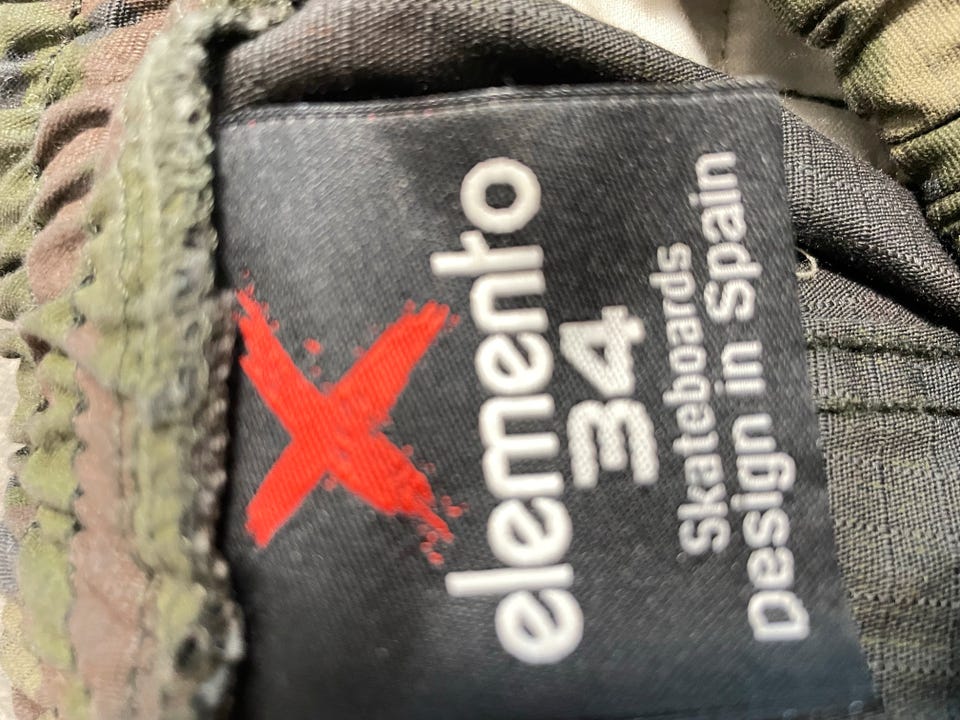 elemento
34
Skateboards
Design in Spain